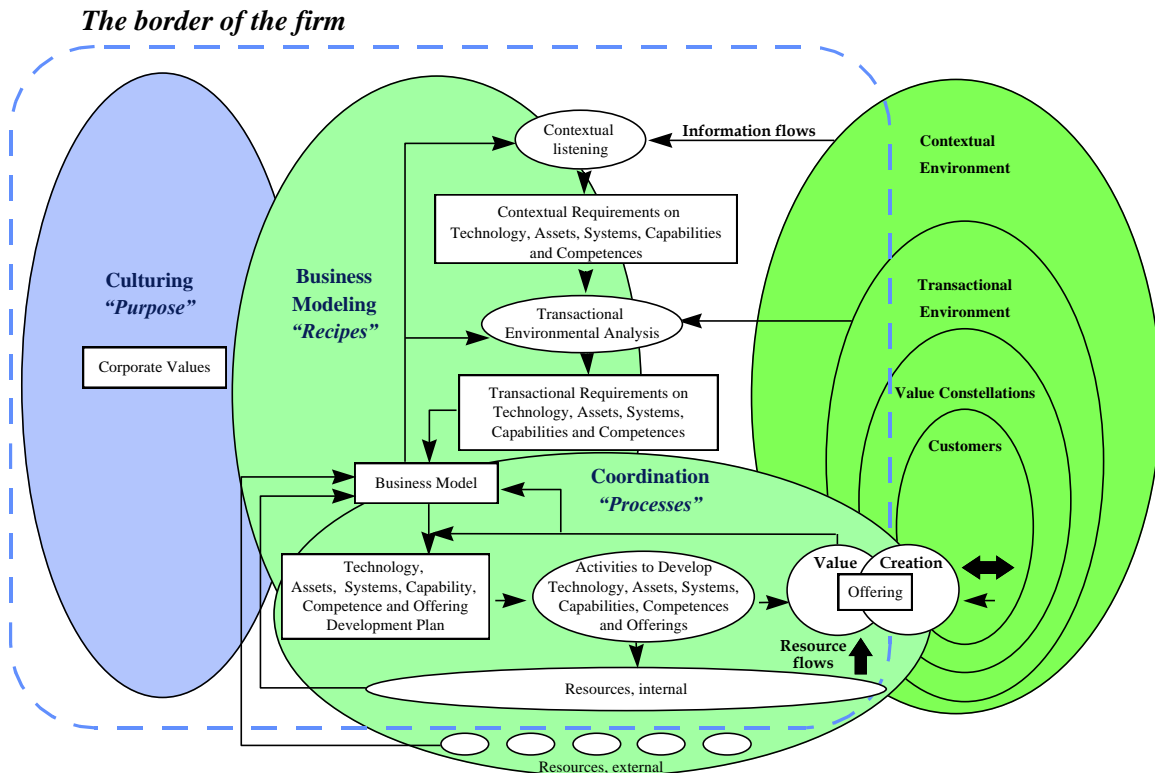 The border of the firm
Contextual
listening
Information flows
Contextual
Environment
Contextual Requirements on
Technology, Assets, Systems, Capabilities
and Competences
Culturing
“Purpose”
Business
Modeling
“Recipes”
Transactional
Environmental Analysis
Transactional
Environment
Corporate Values
Transactional Requirements on
Technology, Assets, Systems,
Capabilities and Competences
Value Constellations
Customers
Business Model
Coordination
“Processes”
Technology,
Assets, Systems, Capability,
Competence and Offering
Development Plan
Activities to Develop
Technology, Assets, Systems,
Capabilities, Competences
and Offerings
Value
Creation
Offering
Resource
flows
Resources, internal
Resources, external